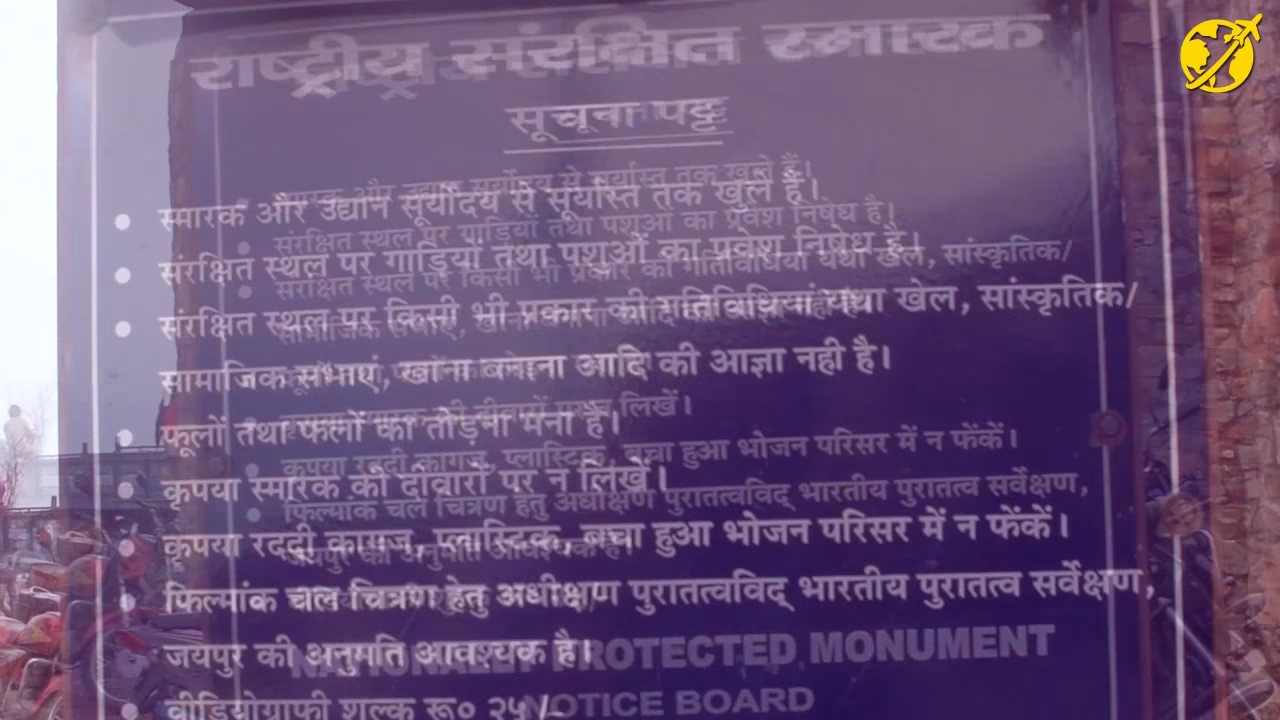 राष्ट्रीय संरक्षित स्मारक
सूचना पट्ट
स्मारक और उद्यान सूर्योदय से सूर्यास्त तक खुले है।
संरक्षित स्थल पर गाडियों तथा पशुओं का प्रवेश निषेध है।
संरक्षित स्थल पर किसी भी प्रकार की गतिविधियां यथा खेल, सांस्कृतिक/
सामाजिक सभाएं, खाना बनाना आदि की आज्ञा नही है।
फूलों तथा फलों का तोड़ना मना है।
कृपया स्मारक की दीवारों पर न लिखें।
कृपया रददी कागज, प्लास्टिक, बचा हुआ भोजन परिसर में न फेंकें।
फिल्मांक चल चित्रण हेतु अधीक्षण पुरातत्वविद् भारतीय पुरातत्व सर्वेक्षण,
जयपुर की अनुमति आवश्यक है।
NATIONALLY PROTECTED MONUMENT
वीडियोग्राफी शुल्क रू० २५/-
NOTICE BOARD